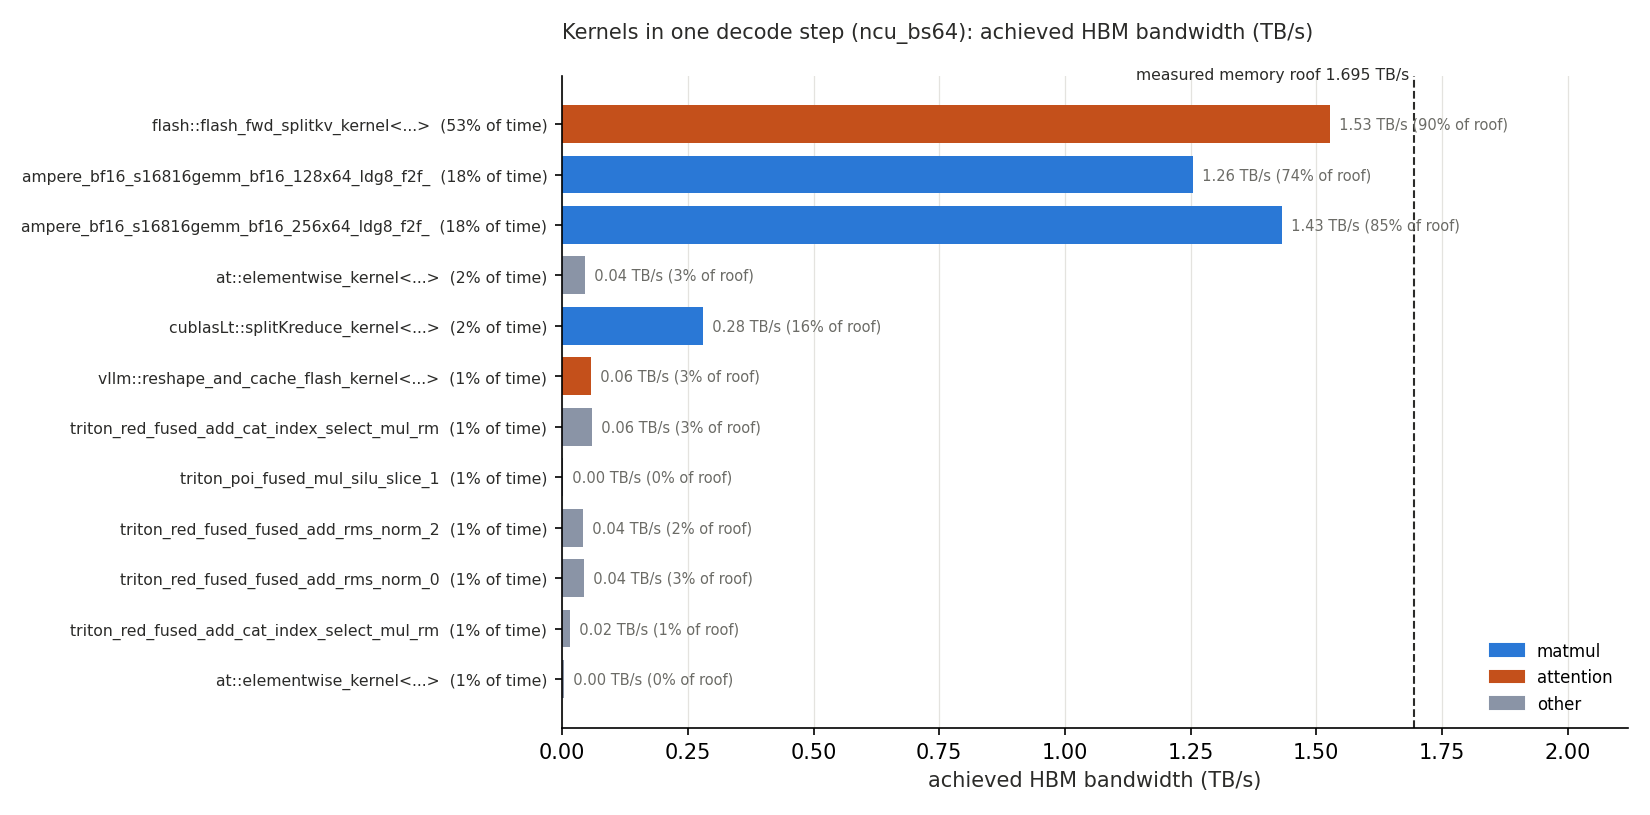 Kernels in one decode step (ncu_bs64): achieved HBM bandwidth (TB/s)
measured memory roof 1.695 TB/s
flash::flash_fwd_splitkv_kernel<...> (53% of time) 1.53 TB/s (90% of roof)
ampere_bf16_s16816gemm_bf16_128x64_ldg8_f2f_ (18% of time) 1.26 TB/s (74% of roof)
ampere_bf16_s16816gemm_bf16_256x64_ldg8_f2f_ (18% of time) 1.43 TB/s (85% of roof)
at::elementwise_kernel<...> (2% of time) 0.04 TB/s (3% of roof)
cublasLt::splitKreduce_kernel<...> (2% of time) 0.28 TB/s (16% of roof)
vllm::reshape_and_cache_flash_kernel<...> (1% of time) 0.06 TB/s (3% of roof)
triton_red_fused_add_cat_index_select_mul_rm (1% of time) 0.06 TB/s (3% of roof)
triton_poi_fused_mul_silu_slice_1 (1% of time) 0.00 TB/s (0% of roof)
triton_red_fused_fused_add_rms_norm_2 (1% of time) 0.04 TB/s (2% of roof)
triton_red_fused_fused_add_rms_norm_0 (1% of time) 0.04 TB/s (3% of roof)
triton_red_fused_add_cat_index_select_mul_rm (1% of time) 0.02 TB/s (1% of roof)
at::elementwise_kernel<...> (1% of time) 0.00 TB/s (0% of roof)
matmul
attention
other
0.00 0.25 0.50 0.75 1.00 1.25 1.50 1.75 2.00
achieved HBM bandwidth (TB/s)